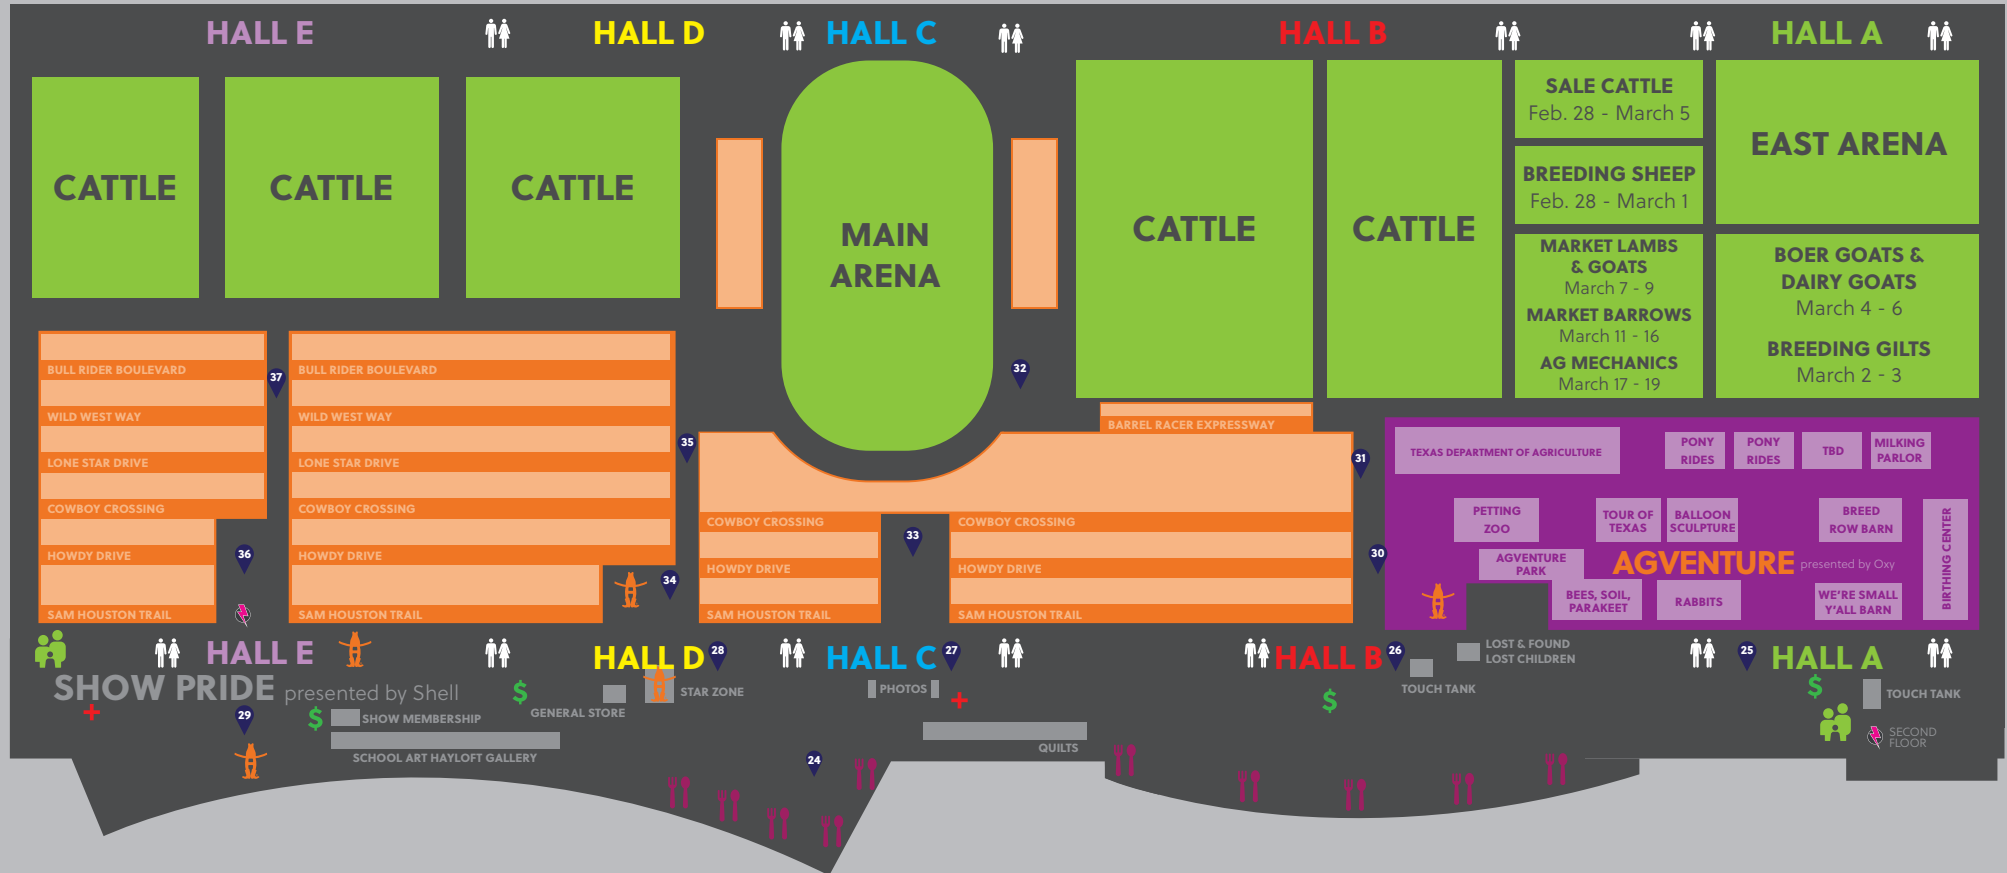 HALL E
HALL D
HALL C
HALL B
HALL A
CATTLE
CATTLE
CATTLE
MAIN
ARENA
CATTLE
CATTLE
SALE CATTLE
Feb. 28 - March 5
BREEDING SHEEP
Feb. 28 - March 1
MARKET LAMBS
& GOATS
March 7 - 9
MARKET BARROWS
March 11 - 16
AG MECHANICS
March 17 - 19
EAST ARENA
BOER GOATS &
DAIRY GOATS
March 4 - 6
BREEDING GILTS
March 2 - 3
BULL RIDER BOULEVARD
WILD WEST WAY
LONE STAR DRIVE
COWBOY CROSSING
HOWDY DRIVE
SAM HOUSTON TRAIL
37
36
BULL RIDER BOULEVARD
WILD WEST WAY
LONE STAR DRIVE
COWBOY CROSSING
HOWDY DRIVE
SAM HOUSTON TRAIL
35
34
32
BARREL RACER EXPRESSWAY
31
COWBOY CROSSING
HOWDY DRIVE
SAM HOUSTON TRAIL
33
COWBOY CROSSING
HOWDY DRIVE
SAM HOUSTON TRAIL
30
TEXAS DEPARTMENT OF AGRICULTURE
PONY
RIDES
PONY
RIDES
TBD
MILKING
PARLOR
PETTING
ZOO
TOUR OF
TEXAS
BALLOON
SCULPTURE
BREED
ROW BARN
BIRTHING CENTER
AGVENTURE
PARK
AGVENTURE presented by Oxy
BEES, SOIL,
PARAKEET
RABBITS
WE'RE SMALL
Y'ALL BARN
HALL E
HALL D
28
HALL C
27
HALL B
26
LOST & FOUND
LOST CHILDREN
25
HALL A
SHOW PRIDE presented by Shell
29
$
SHOW MEMBERSHIP
SCHOOL ART HAYLOFT GALLERY
$
GENERAL STORE
STAR ZONE
PHOTOS
QUILTS
24
$
TOUCH TANK
$
TOUCH TANK
SECOND
FLOOR